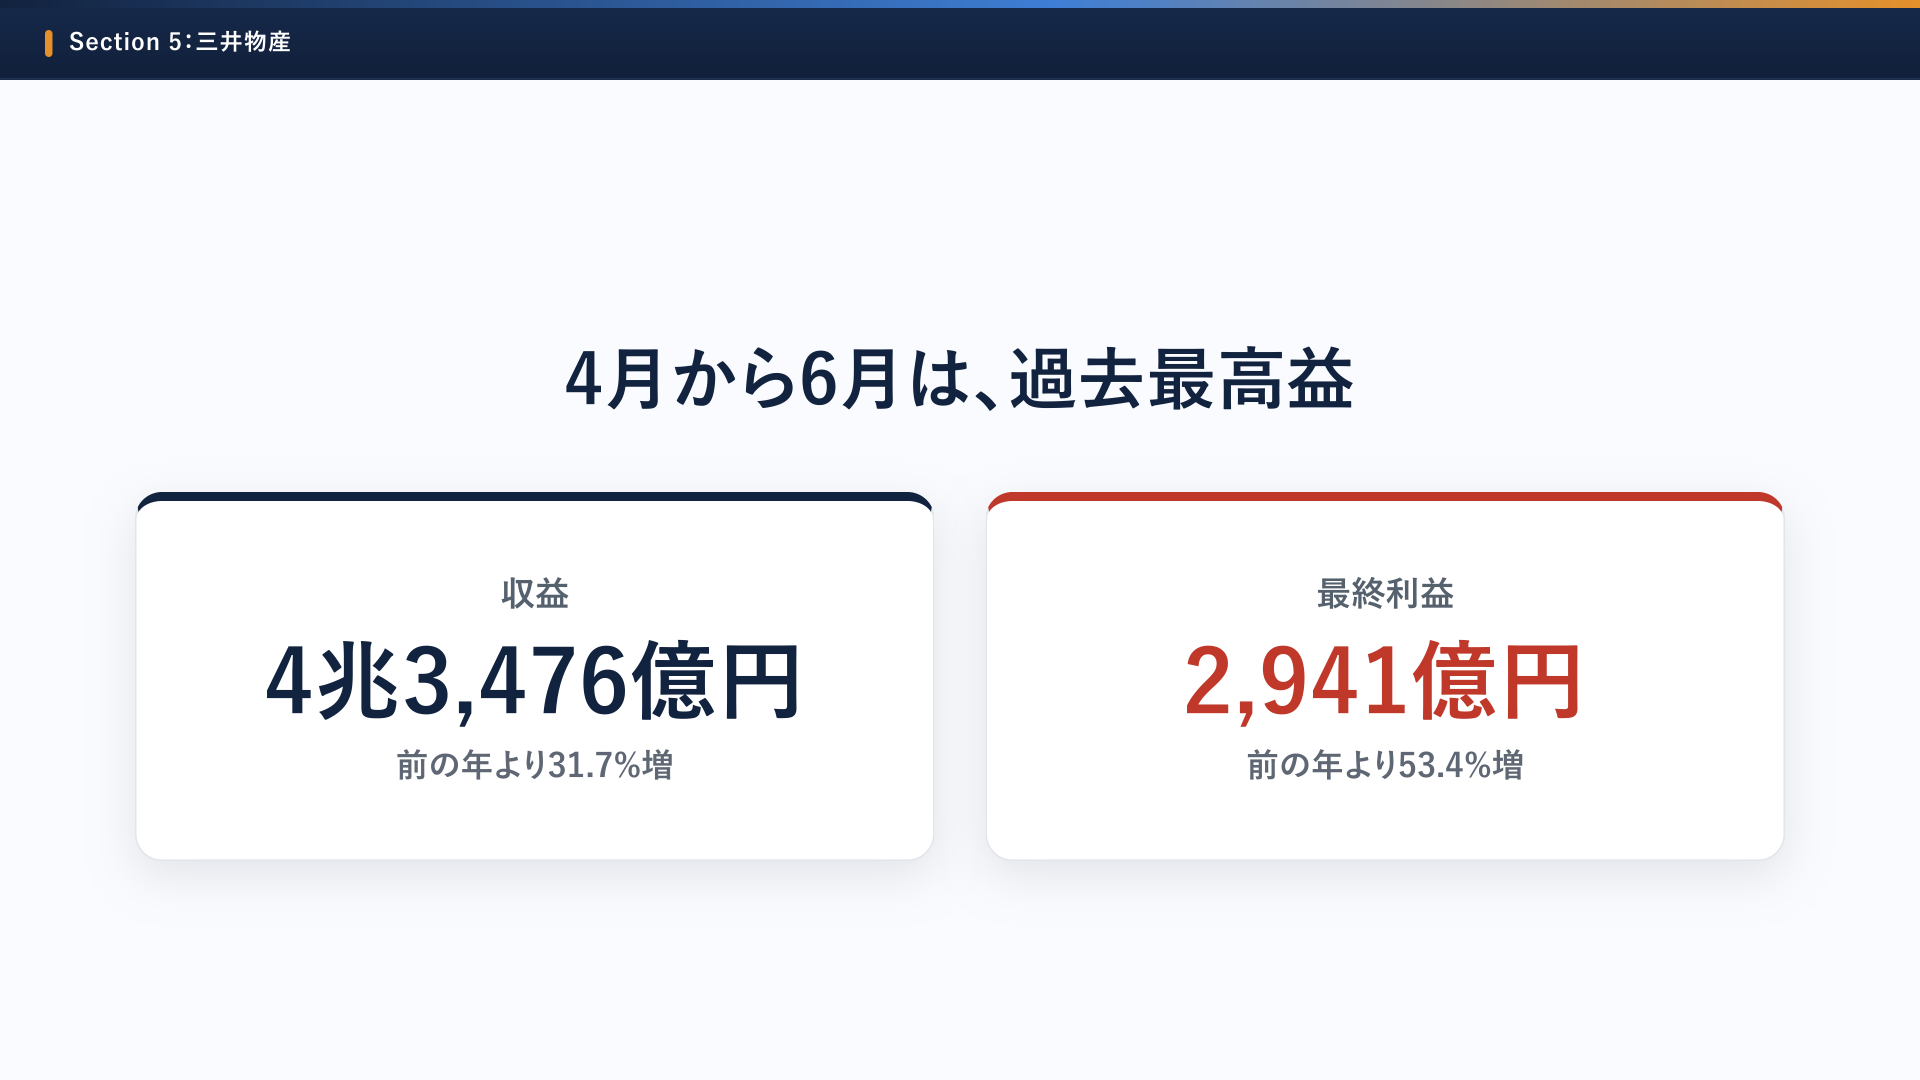 Section 5：三井物産
4月から6月は、過去最高益
収益
4兆3,476億円
前の年より31.7%増
最終利益
2,941億円
前の年より53.4%増